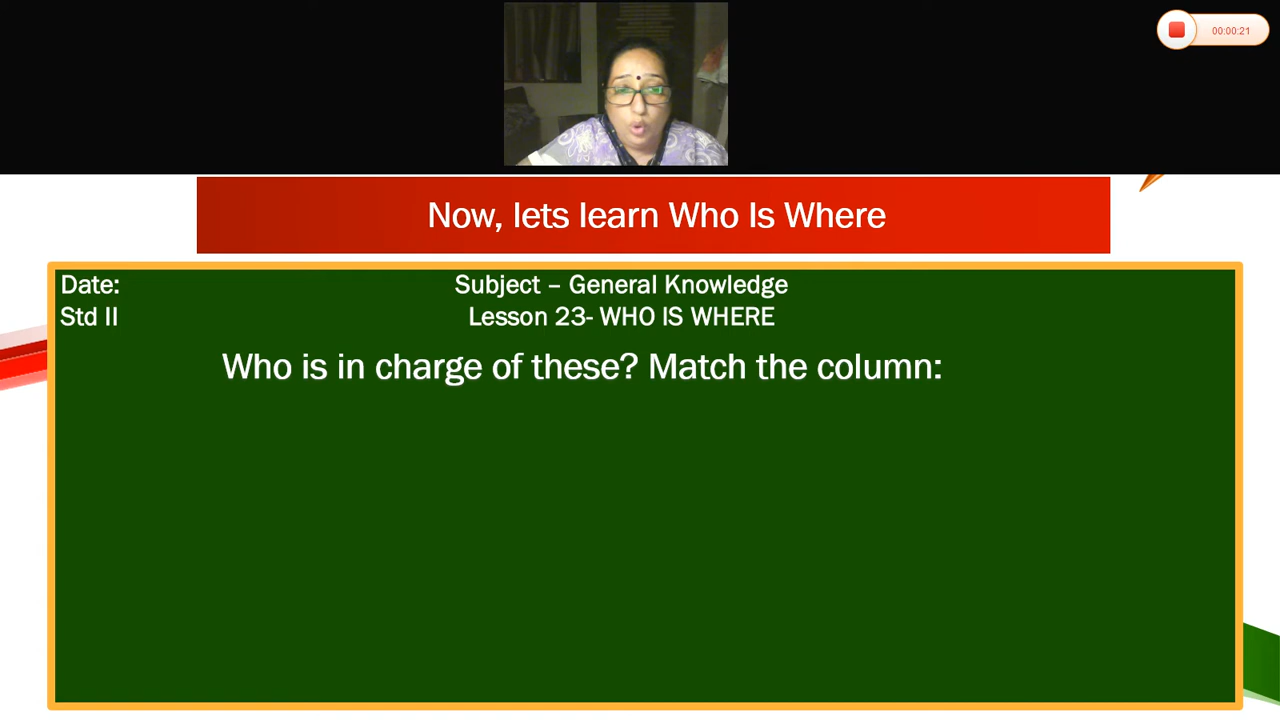 00:00:21
Now, lets learn Who Is Where
Date:
Subject – General Knowledge
Std II
Lesson 23- WHO IS WHERE
Who is in charge of these? Match the column: